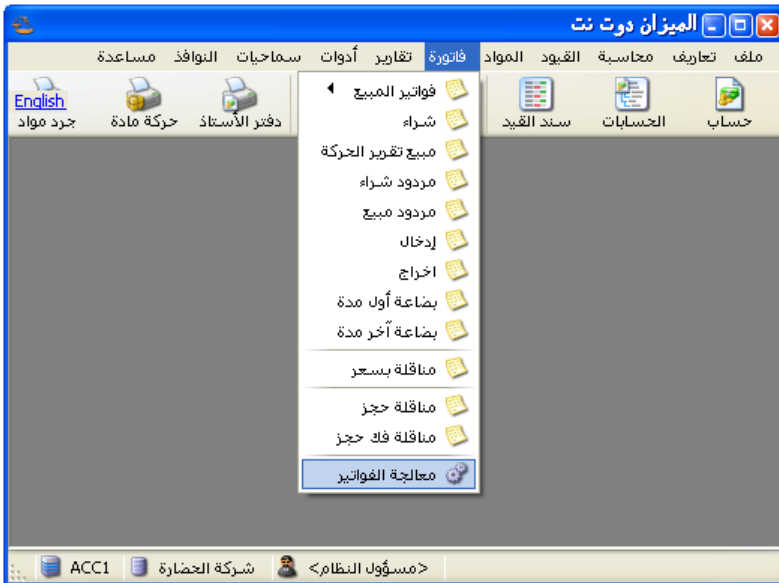 الميزان دوت نت
ملف تعاريف محاسبة القيود المواد فاتورة تقارير أدوات سماحيات النوافذ مساعدة
حساب الحسابات سند القيد دفتر الأستاذ حركة مادة جرد مواد
English
فواتير المبيع
شراء
مبيع تقرير الحركة
مردود شراء
مردود مبيع
إدخال
اخراج
بضاعة أول مدة
بضاعة آخر مدة
مناقلة بسعر
مناقلة حجز
مناقلة فك حجز
معالجة الفواتير
<مسؤول النظام> شركة الحضارة ACC1